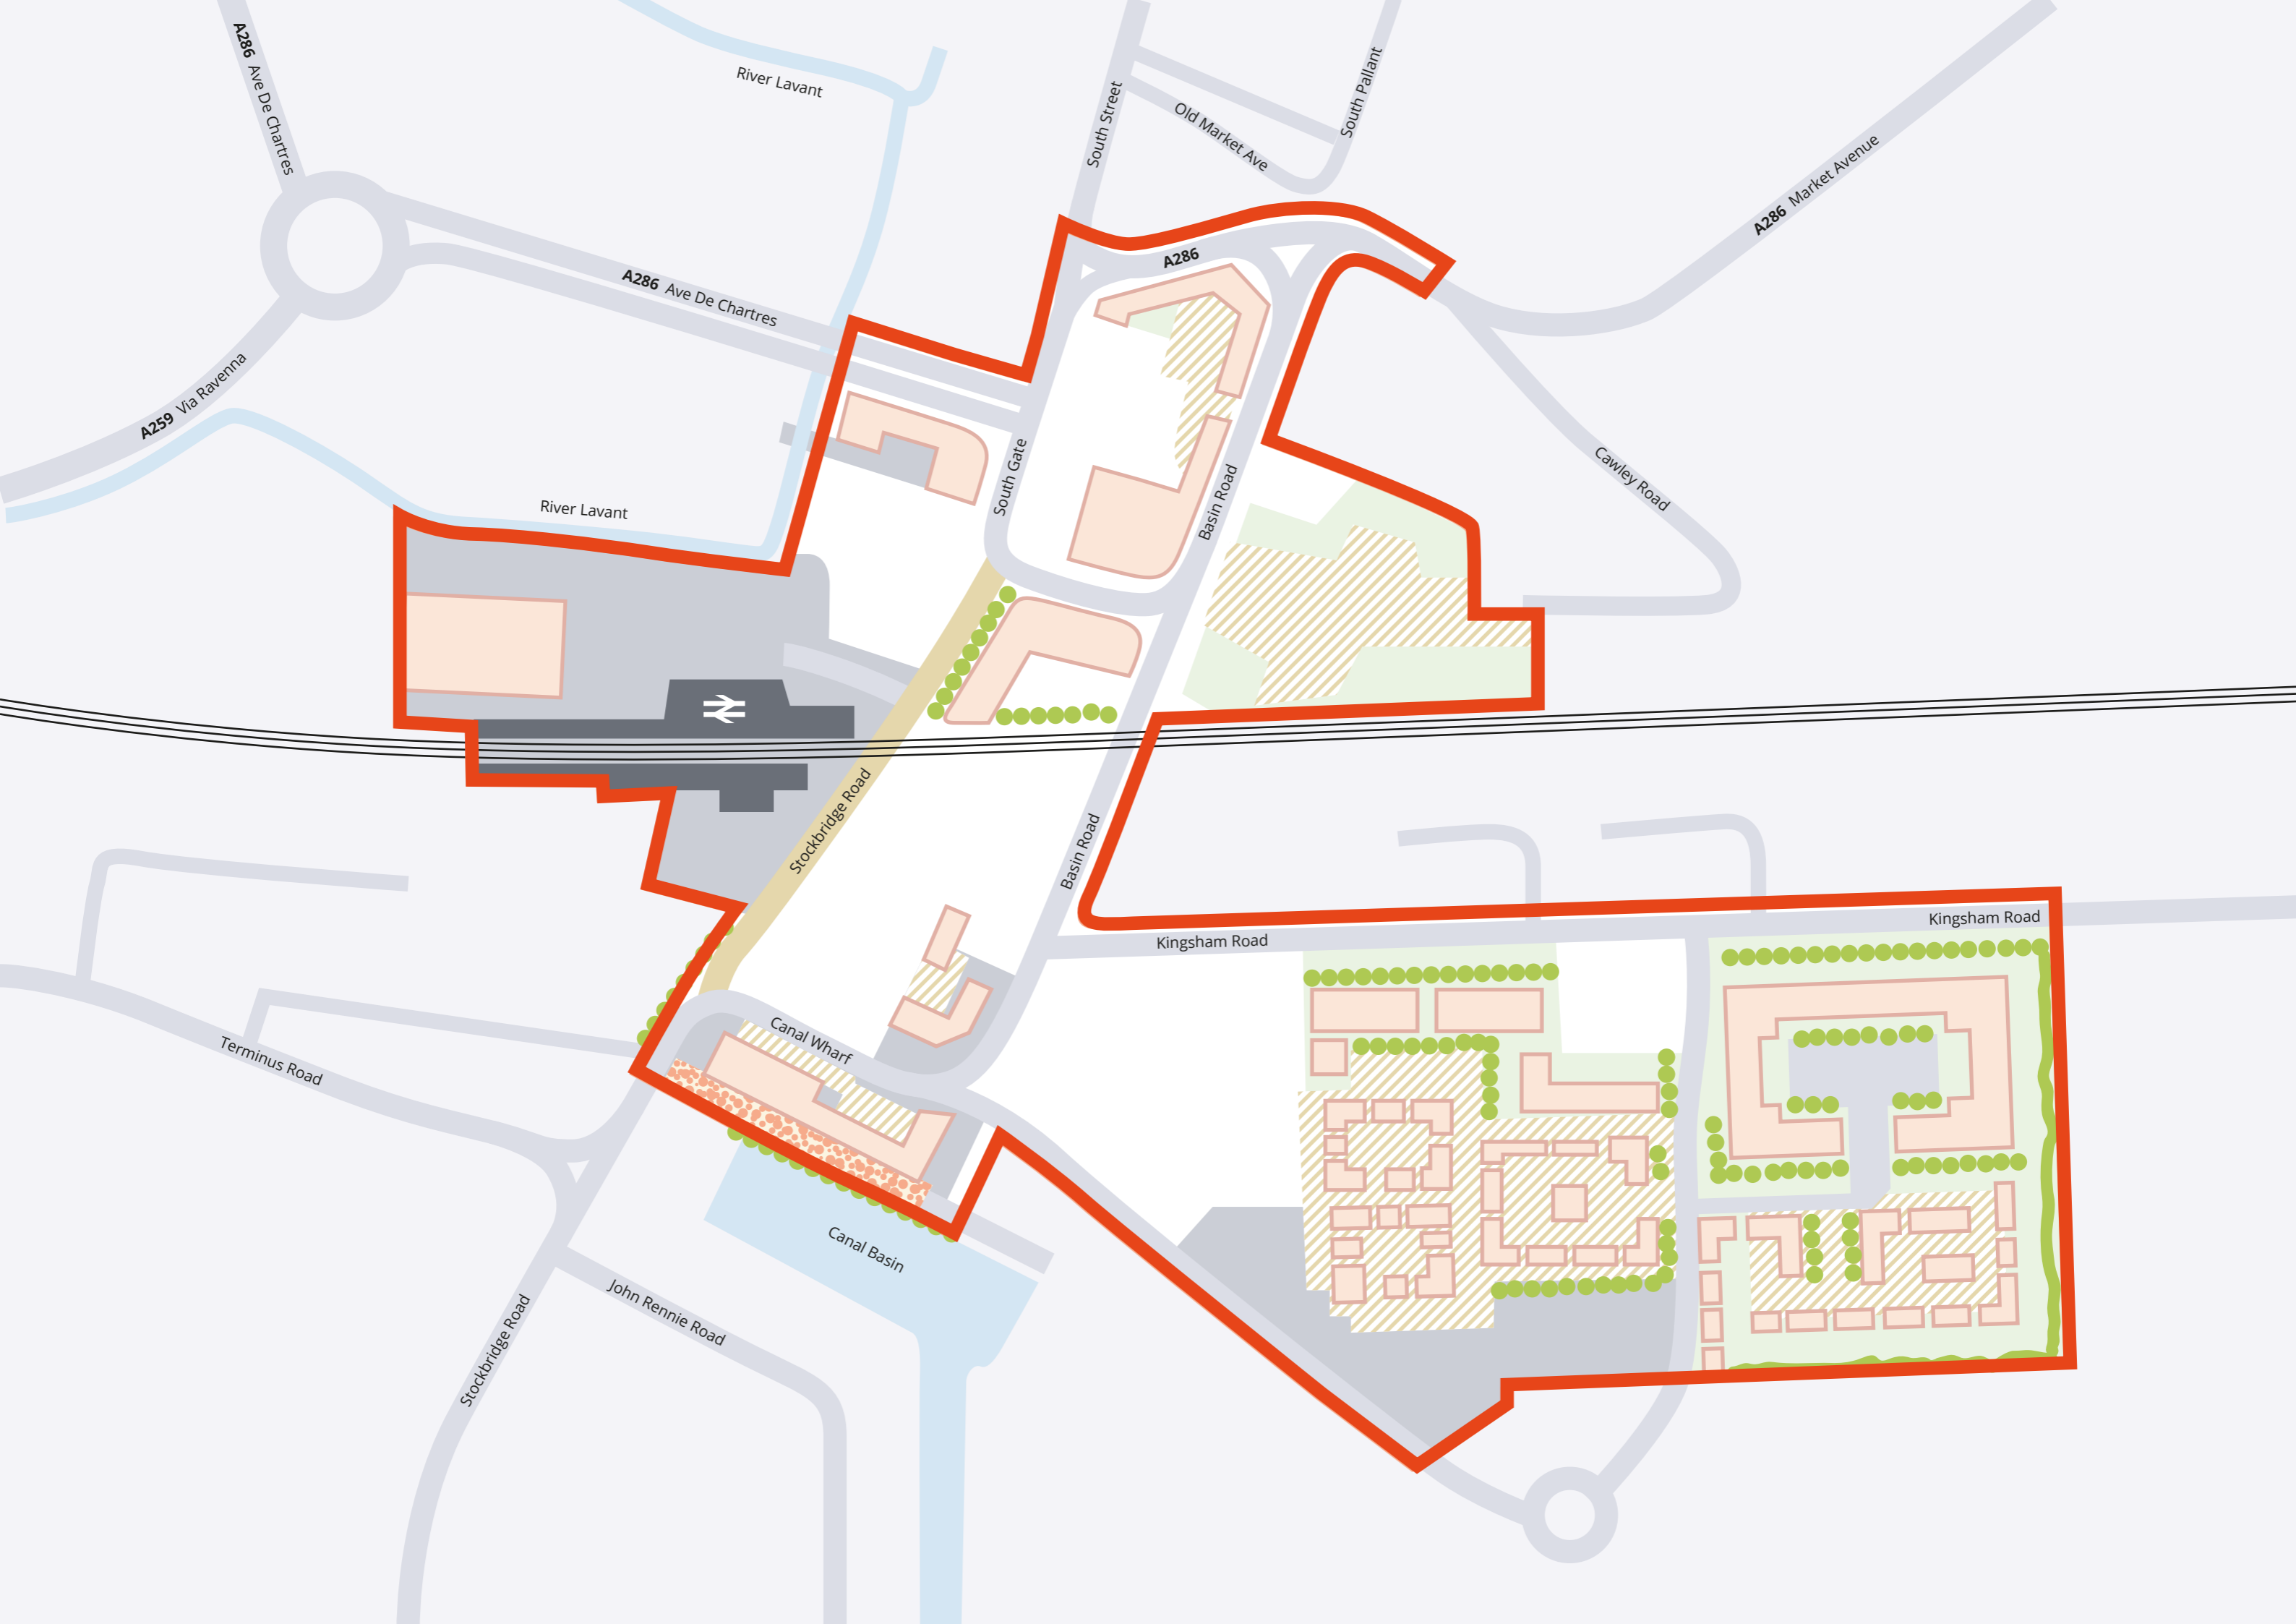 A286 Ave De Chartres
River Lavant
South Street
Old Market Ave
South Pallant
A286 Market Avenue
A286
A286 Ave De Chartres
A259 Via Ravenna
South Gate
Basin Road
Cawley Road
River Lavant
Stockbridge Road
Basin Road
Kingsham Road
Kingsham Road
Canal Wharf
Terminus Road
Canal Basin
John Rennie Road
Stockbridge Road